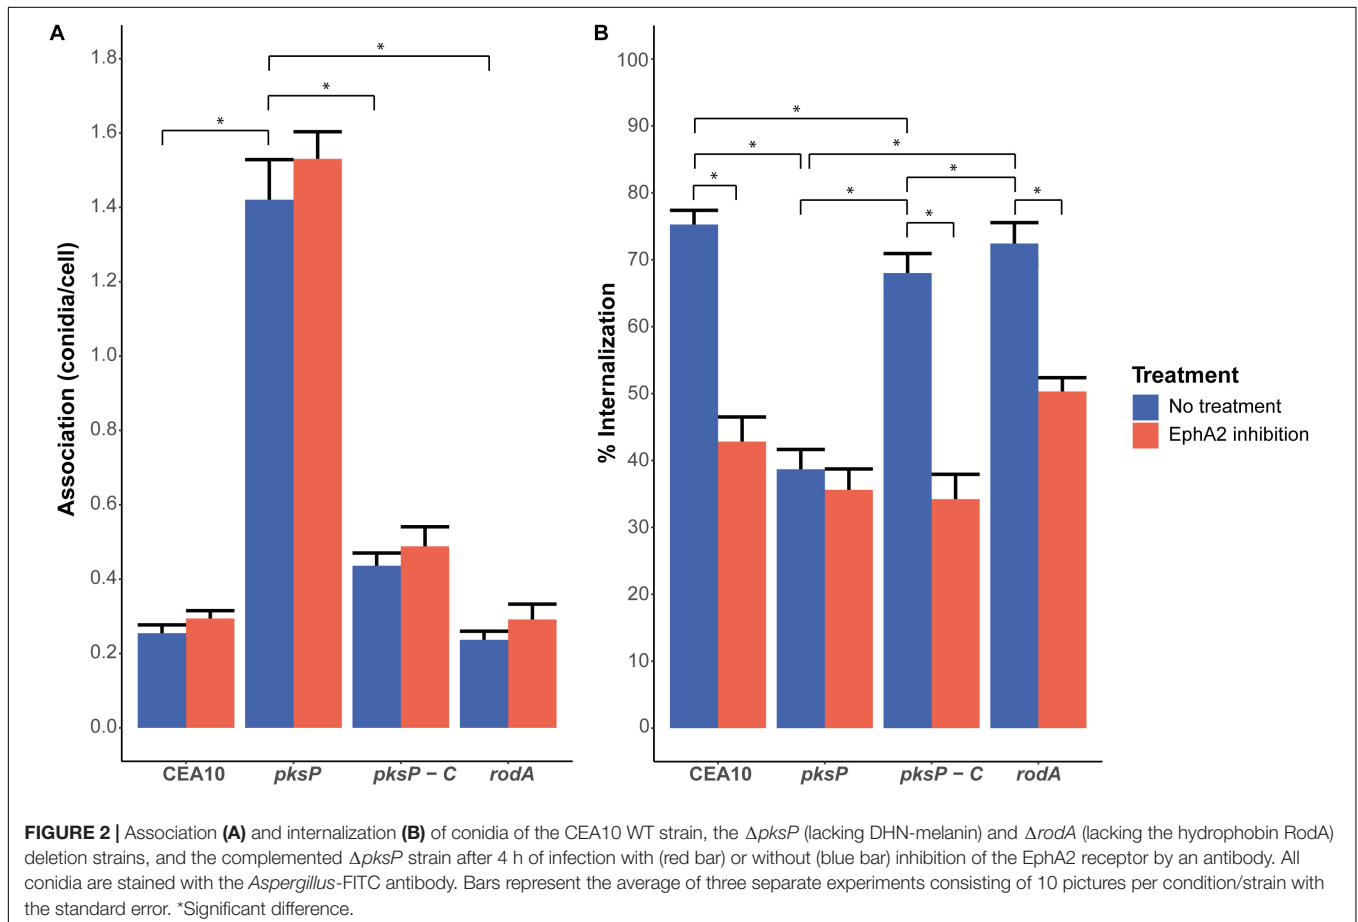 A
B
1.8
1.6
1.4
1.2
1.0
0.8
0.6
0.4
0.2
0.0
Association (conidia/cell)
*
*
*
CEA10 pksP pksP – C rodA
100
90
80
70
60
50
40
30
20
10
0
% Internalization
*
*
*
*
*
*
*
*
CEA10 pksP pksP – C rodA
Treatment
No treatment
EphA2 inhibition
FIGURE 2 | Association (A) and internalization (B) of conidia of the CEA10 WT strain, the ΔpksP (lacking DHN-melanin) and ΔrodA (lacking the hydrophobin RodA)
deletion strains, and the complemented ΔpksP strain after 4 h of infection with (red bar) or without (blue bar) inhibition of the EphA2 receptor by an antibody. All
conidia are stained with the Aspergillus-FITC antibody. Bars represent the average of three separate experiments consisting of 10 pictures per condition/strain with
the standard error. *Significant difference.